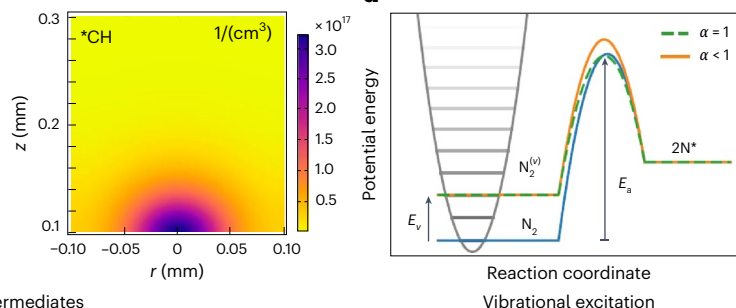 *CH
1/(cm³)
× 10¹⁷
3.0
2.5
2.0
1.5
1.0
0.5
z (mm)
0.3
0.2
0.1
−0.10 −0.05 0 0.05 0.10
r (mm)
ermediates
α = 1
α < 1
Potential energy
2N*
N₂⁽ᵛ⁾
Eₐ
Eᵥ
N₂
Reaction coordinate
Vibrational excitation